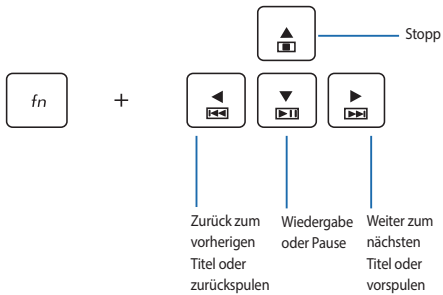 Stopp
fn
+
Zurück zum
vorherigen
Titel oder
zurückspulen
Wiedergabe
oder Pause
Weiter zum
nächsten
Titel oder
vorspulen